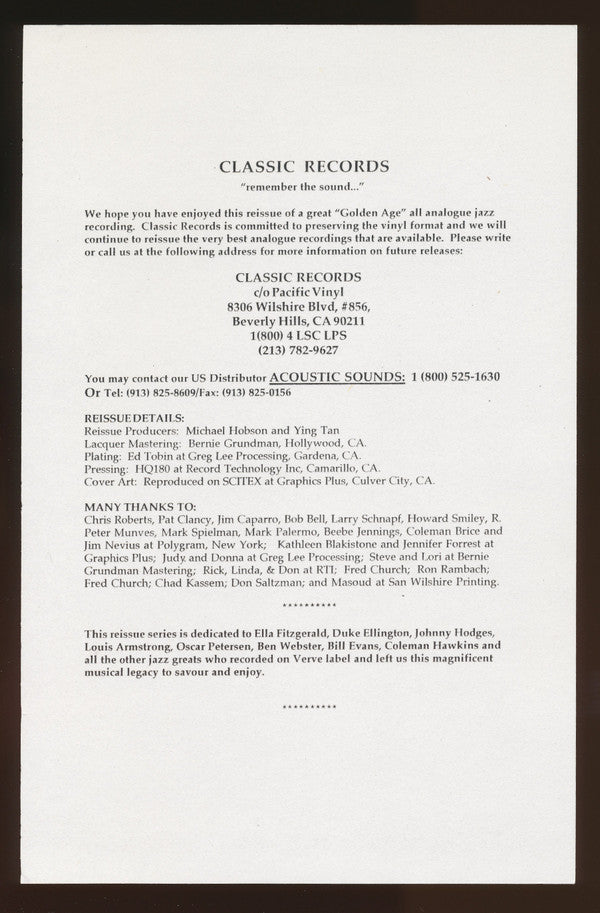 CLASSIC RECORDS
"remember the sound..."
We hope you have enjoyed this reissue of a great "Golden Age" all analogue jazz
recording. Classic Records is committed to preserving the vinyl format and we will
continue to reissue the very best analogue recordings that are available. Please write
or call us at the following address for more information on future releases:
CLASSIC RECORDS
c/o Pacific Vinyl
8306 Wilshire Blvd, #856,
Beverly Hills, CA 90211
1(800) 4 LSC LPS
(213) 782-9627
You may contact our US Distributor ACOUSTIC SOUNDS: 1 (800) 525-1630
Or Tel: (913) 825-8609/Fax: (913) 825-0156
REISSUE DETAILS:
Reissue Producers: Michael Hobson and Ying Tan
Lacquer Mastering: Bernie Grundman, Hollywood, CA.
Plating: Ed Tobin at Greg Lee Processing, Gardena, CA.
Pressing: HQ180 at Record Technology Inc, Camarillo, CA.
Cover Art: Reproduced on SCITEX at Graphics Plus, Culver City, CA.
MANY THANKS TO:
Chris Roberts, Pat Clancy, Jim Caparro, Bob Bell, Larry Schnapf, Howard Smiley, R.
Peter Munves, Mark Spielman, Mark Palermo, Beebe Jennings, Coleman Brice and
Jim Nevius at Polygram, New York; Kathleen Blakistone and Jennifer Forrest at
Graphics Plus; Judy and Donna at Greg Lee Processing; Steve and Lori at Bernie
Grundman Mastering; Rick, Linda, & Don at RTI; Fred Church; Ron Rambach;
Fred Church; Chad Kassem; Don Saltzman; and Masoud at San Wilshire Printing.
**********
This reissue series is dedicated to Ella Fitzgerald, Duke Ellington, Johnny Hodges,
Louis Armstrong, Oscar Petersen, Ben Webster, Bill Evans, Coleman Hawkins and
all the other jazz greats who recorded on Verve label and left us this magnificent
musical legacy to savour and enjoy.
**********